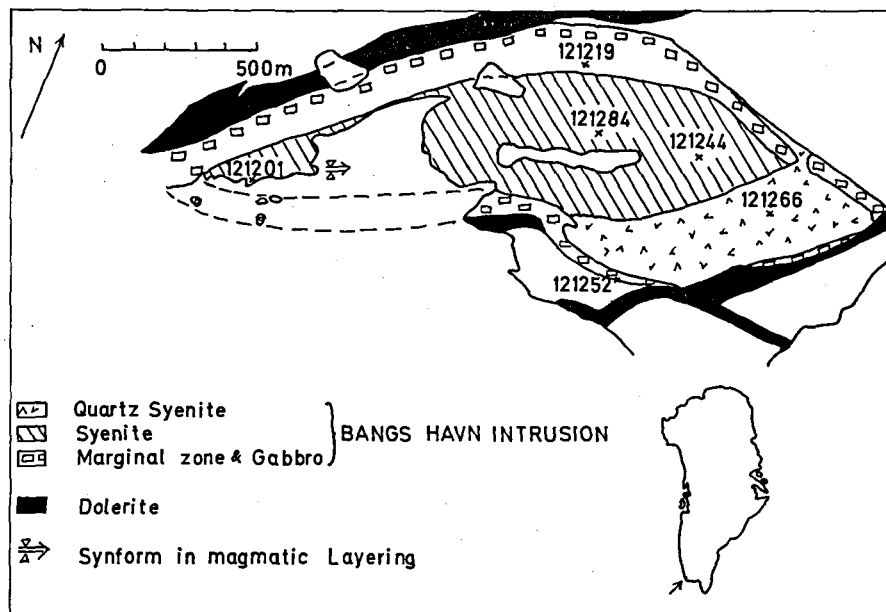 N
0 500m
121219
121284
121244
121201
121266
121252
Quartz Syenite
Syenite
Marginal zone & Gabbro
BANGS HAVN INTRUSION
Dolerite
Synform in magmatic Layering